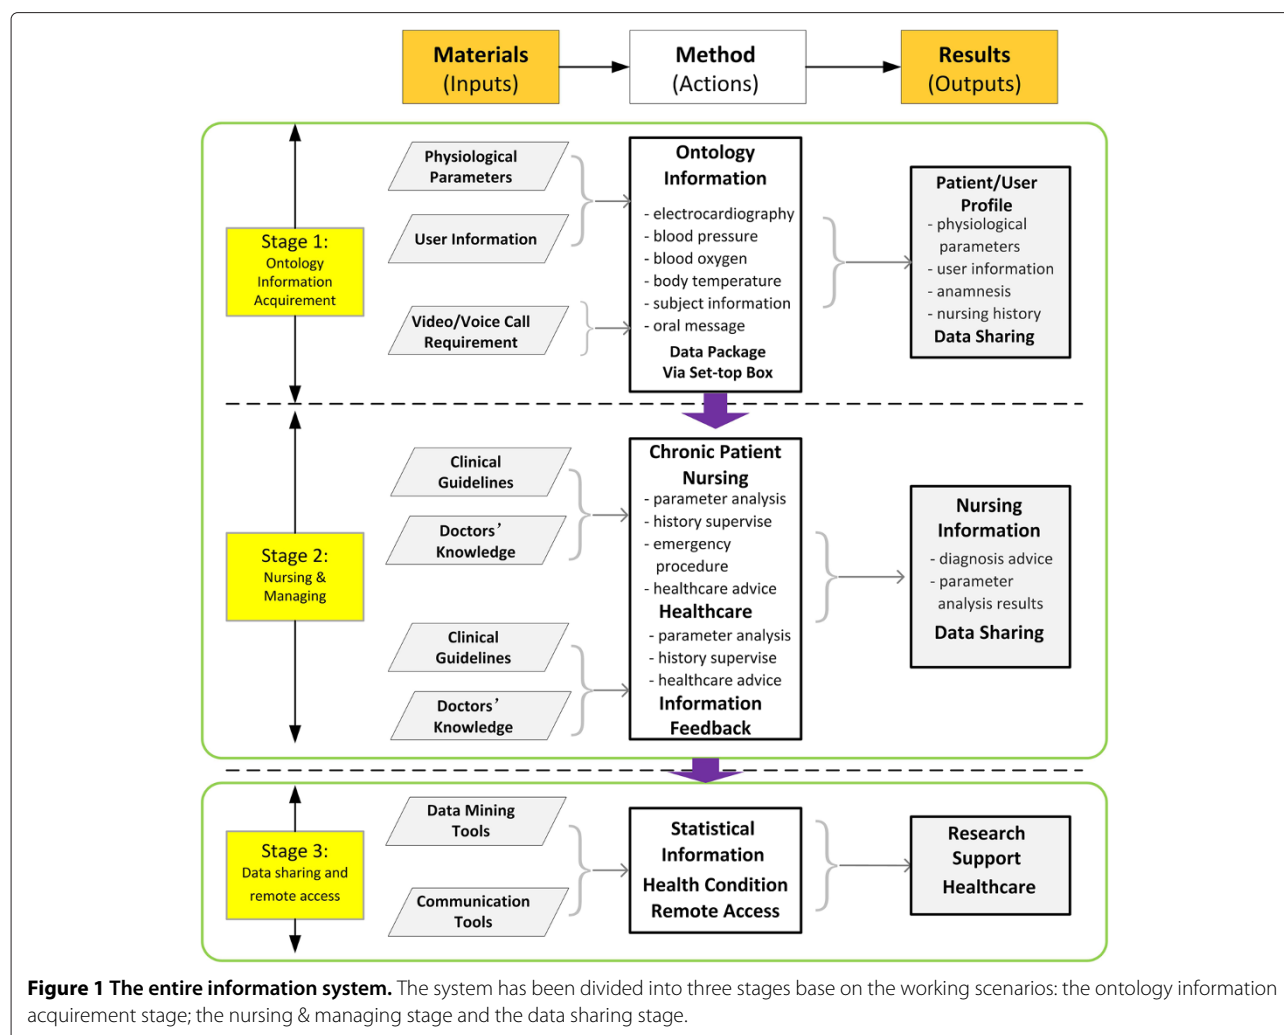 Materials
(Inputs)
Method
(Actions)
Results
(Outputs)
Stage 1:
Ontology
Information
Acquirement
Physiological
Parameters
User Information
Video/Voice Call
Requirement
Ontology
Information
- electrocardiography
- blood pressure
- blood oxygen
- body temperature
- subject information
- oral message
Data Package
Via Set-top Box
Patient/User
Profile
- physiological
parameters
- user information
- anamnesis
- nursing history
Data Sharing
Stage 2:
Nursing &
Managing
Clinical
Guidelines
Doctors’
Knowledge
Clinical
Guidelines
Doctors’
Knowledge
Chronic Patient
Nursing
- parameter analysis
- history supervise
- emergency
procedure
- healthcare advice
Healthcare
- parameter analysis
- history supervise
- healthcare advice
Information
Feedback
Nursing
Information
- diagnosis advice
- parameter
analysis results
Data Sharing
Stage 3:
Data sharing and
remote access
Data Mining
Tools
Communication
Tools
Statistical
Information
Health Condition
Remote Access
Research
Support
Healthcare
Figure 1 The entire information system. The system has been divided into three stages base on the working scenarios: the ontology information
acquirement stage; the nursing & managing stage and the data sharing stage.